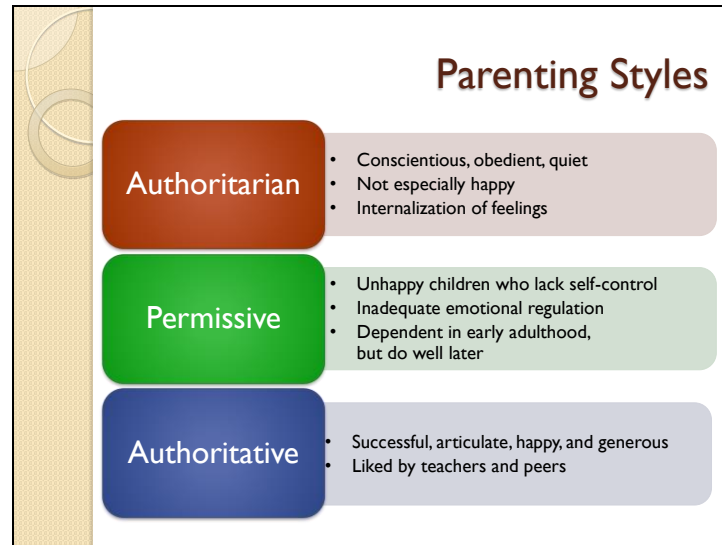 Parenting Styles
Authoritarian
• Conscientious, obedient, quiet
• Not especially happy
• Internalization of feelings
Permissive
• Unhappy children who lack self-control
• Inadequate emotional regulation
• Dependent in early adulthood,
but do well later
Authoritative
• Successful, articulate, happy, and generous
• Liked by teachers and peers